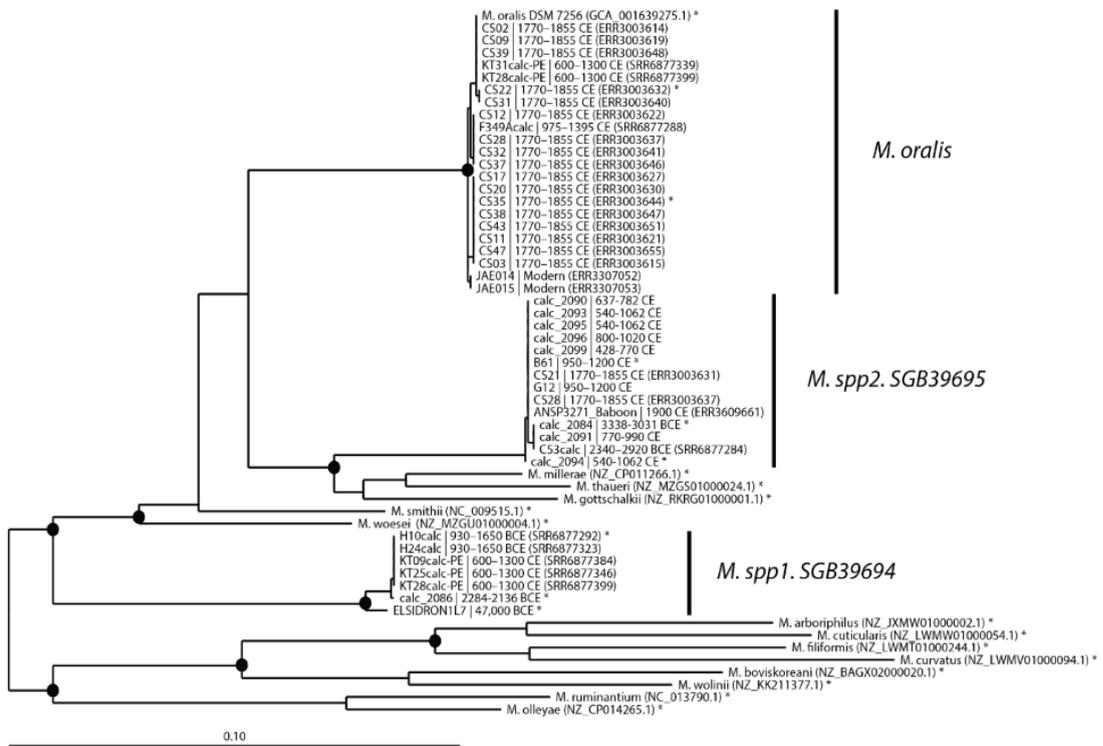 M. oralis DSM 7256 (GCA_001639275.1) *
CS02 | 1770–1855 CE (ERR3003614)
CS09 | 1770–1855 CE (ERR3003619)
CS39 | 1770–1855 CE (ERR3003648)
KT31calc-PE | 600–1300 CE (SRR6877339)
KT28calc-PE | 600–1300 CE (SRR6877399)
CS22 | 1770–1855 CE (ERR3003632) *
CS31 | 1770–1855 CE (ERR3003640)
CS12 | 1770–1855 CE (ERR3003622)
F349Acalc | 975–1395 CE (SRR6877288)
CS28 | 1770–1855 CE (ERR3003637)
CS32 | 1770–1855 CE (ERR3003641)
CS37 | 1770–1855 CE (ERR3003646)
CS17 | 1770–1855 CE (ERR3003627)
CS20 | 1770–1855 CE (ERR3003630)
CS35 | 1770–1855 CE (ERR3003644) *
CS38 | 1770–1855 CE (ERR3003647)
CS43 | 1770–1855 CE (ERR3003651)
CS11 | 1770–1855 CE (ERR3003621)
CS47 | 1770–1855 CE (ERR3003655)
CS03 | 1770–1855 CE (ERR3003615)
JAE014 | Modern (ERR3307052)
JAE015 | Modern (ERR3307053)
M. oralis
calc_2090 | 637-782 CE
calc_2093 | 540-1062 CE
calc_2095 | 540-1062 CE
calc_2096 | 800-1020 CE
calc_2099 | 428-770 CE
B61 | 950–1200 CE *
CS21 | 1770–1855 CE (ERR3003631)
G12 | 950–1200 CE
CS28 | 1770–1855 CE (ERR3003637)
ANSP3271_Baboon | 1900 CE (ERR3609661)
calc_2084 | 3338-3031 BCE *
calc_2091 | 770-990 CE
C53calc | 2340–2920 BCE (SRR6877284)
calc_2094 | 540-1062 CE *
M. spp2. SGB39695
M. millerae (NZ_CP011266.1) *
M. thaueri (NZ_MZGS01000024.1) *
M. gottschalkii (NZ_RKRG01000001.1) *
M. smithii (NC_009515.1) *
M. woesei (NZ_MZGU01000004.1) *
H10calc | 930–1650 BCE (SRR6877292) *
H24calc | 930–1650 BCE (SRR6877323)
KT09calc-PE | 600–1300 CE (SRR6877384)
KT25calc-PE | 600–1300 CE (SRR6877346)
KT28calc-PE | 600–1300 CE (SRR6877399)
calc_2086 | 2284-2136 BCE *
ELSIDRON1L7 | 47,000 BCE *
M. spp1. SGB39694
M. arboriphilus (NZ_JXMW01000002.1) *
M. cuticularis (NZ_LWMW01000054.1) *
M. filiformis (NZ_LWMT01000244.1) *
M. curvatus (NZ_LWMV01000094.1) *
M. boviskoreani (NZ_BAGX02000020.1) *
M. wolinii (NZ_KK211377.1) *
M. ruminantium (NC_013790.1) *
M. olleyae (NZ_CP014265.1) *
0.10